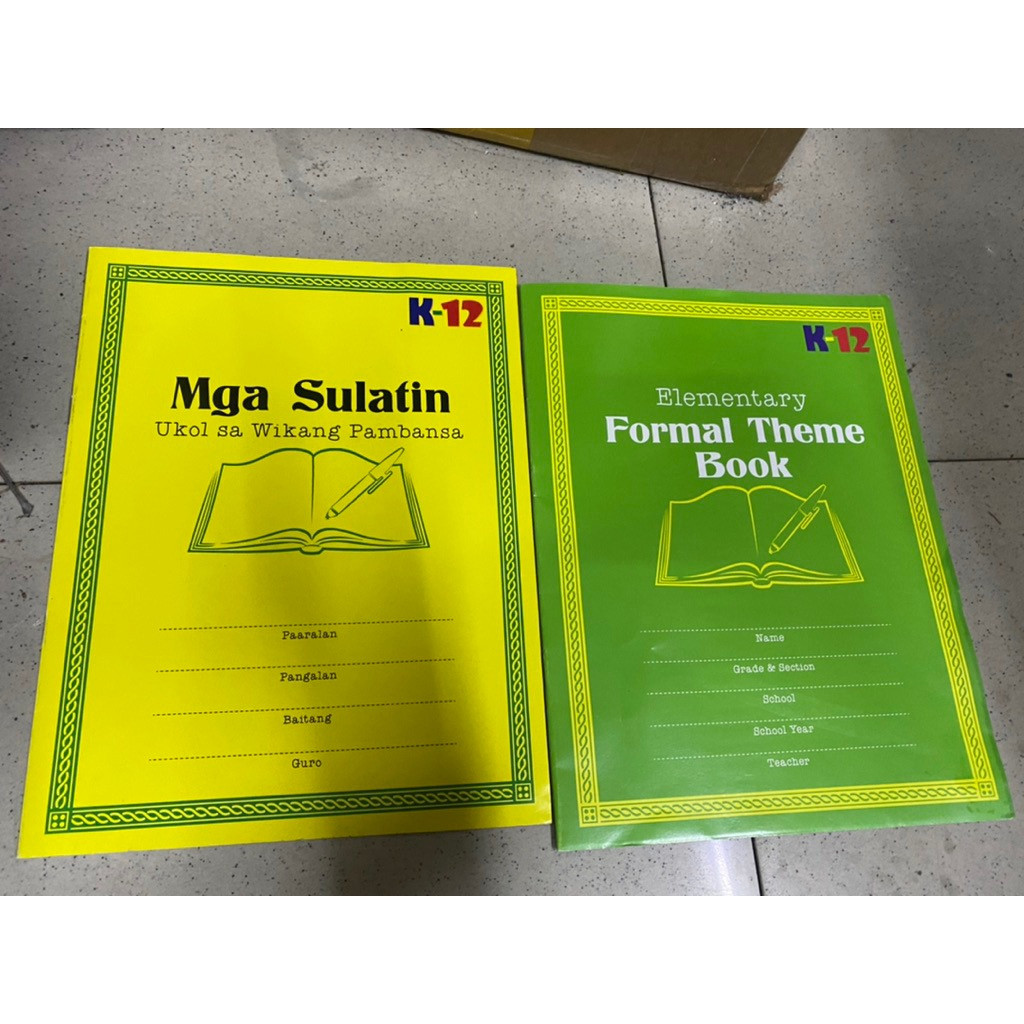 K-12
Mga Sulatin
Ukol sa Wikang Pambansa
Paaralan
Pangalan
Baitang
Guro
K-12
Elementary
Formal Theme
Book
Name
Grade & Section
School
School Year
Teacher